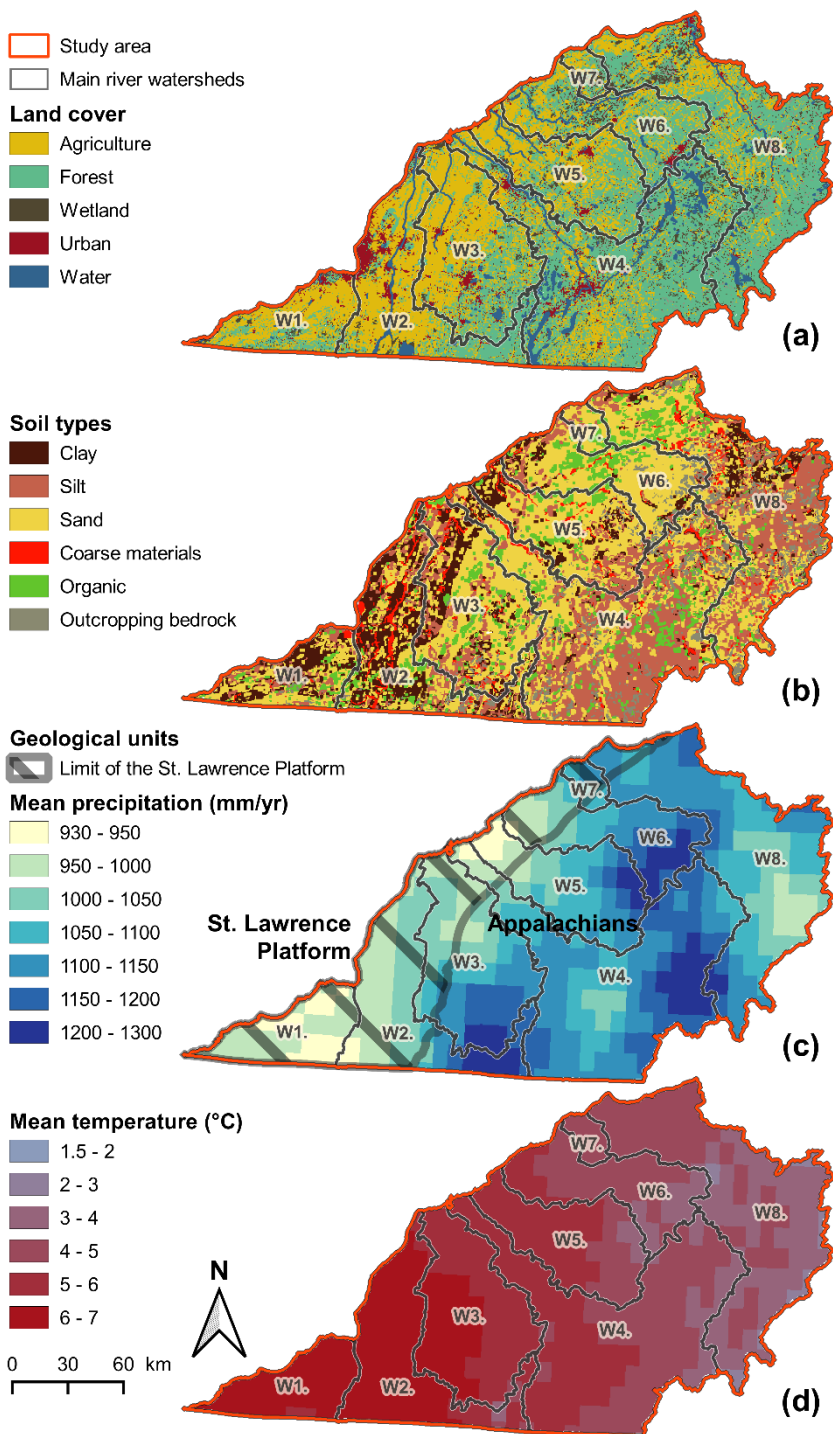 Study area
Main river watersheds
Land cover
Agriculture
Forest
Wetland
Urban
Water
W7.
W6.
W8.
W5.
W3.
W4.
W1.
W2.
(a)
Soil types
Clay
Silt
Sand
Coarse materials
Organic
Outcropping bedrock
W7.
W6.
W8.
W5.
W3.
W4.
W1.
W2.
(b)
Geological units
Limit of the St. Lawrence Platform
Mean precipitation (mm/yr)
930 - 950
950 - 1000
1000 - 1050
1050 - 1100
1100 - 1150
1150 - 1200
1200 - 1300
W7.
W6.
W8.
W5.
St. Lawrence
Platform
Appalachians
W3.
W4.
W1.
W2.
(c)
Mean temperature (°C)
1.5 - 2
2 - 3
3 - 4
4 - 5
5 - 6
6 - 7
W7.
W6.
W8.
W5.
W3.
W4.
W1.
W2.
N
0 30 60 km
(d)